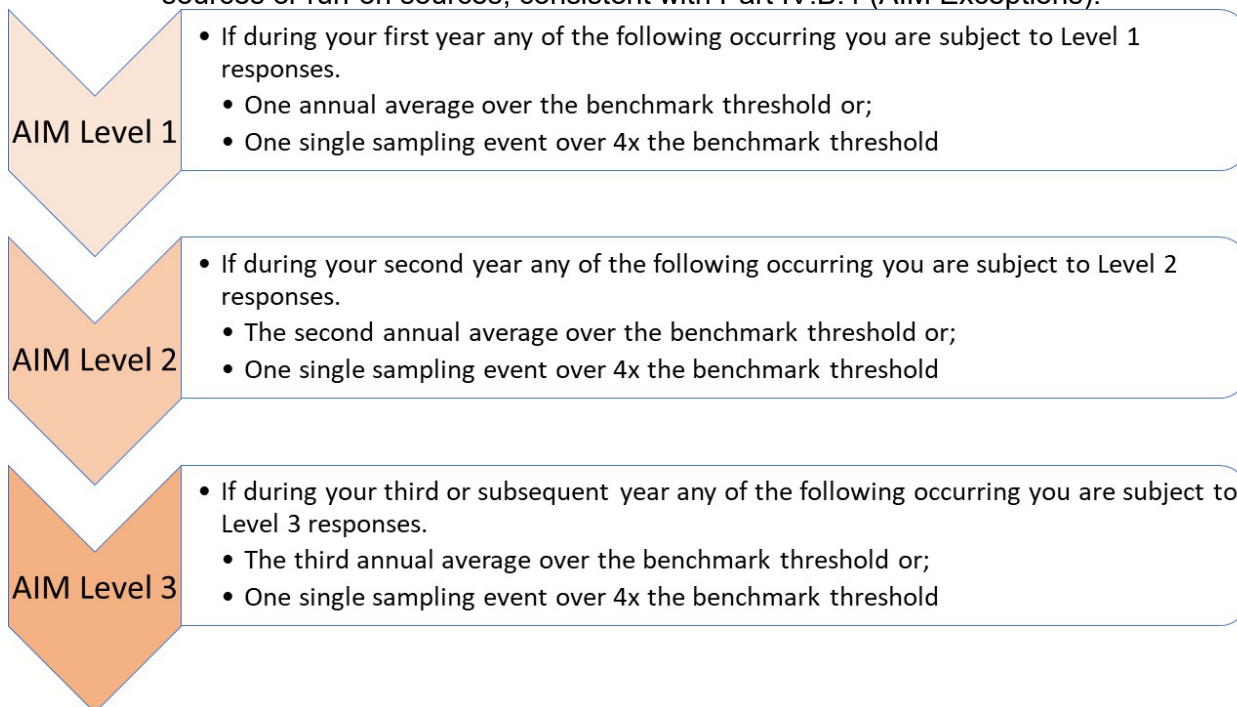 sources or run-on sources, consistent with Part IV.B.4 (AIM Exceptions).
AIM Level 1
• If during your first year any of the following occurring you are subject to Level 1
responses.
• One annual average over the benchmark threshold or;
• One single sampling event over 4x the benchmark threshold
AIM Level 2
• If during your second year any of the following occurring you are subject to Level 2
responses.
• The second annual average over the benchmark threshold or;
• One single sampling event over 4x the benchmark threshold
AIM Level 3
• If during your third or subsequent year any of the following occurring you are subject to
Level 3 responses.
• The third annual average over the benchmark threshold or;
• One single sampling event over 4x the benchmark threshold